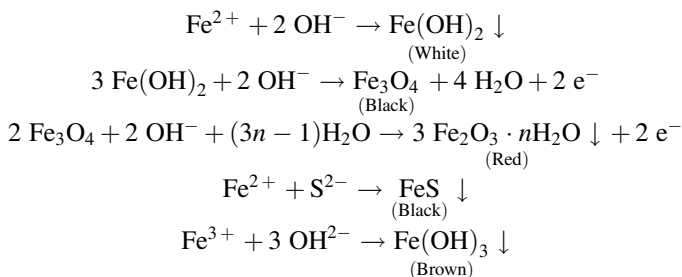 Fe²⁺ + 2 OH⁻ → Fe(OH)₂ ↓
(White)
3 Fe(OH)₂ + 2 OH⁻ → Fe₃O₄ + 4 H₂O + 2 e⁻
(Black)
2 Fe₃O₄ + 2 OH⁻ + (3n − 1)H₂O → 3 Fe₂O₃ · nH₂O ↓ + 2 e⁻
(Red)
Fe²⁺ + S²⁻ → FeS ↓
(Black)
Fe³⁺ + 3 OH²⁻ → Fe(OH)₃ ↓
(Brown)